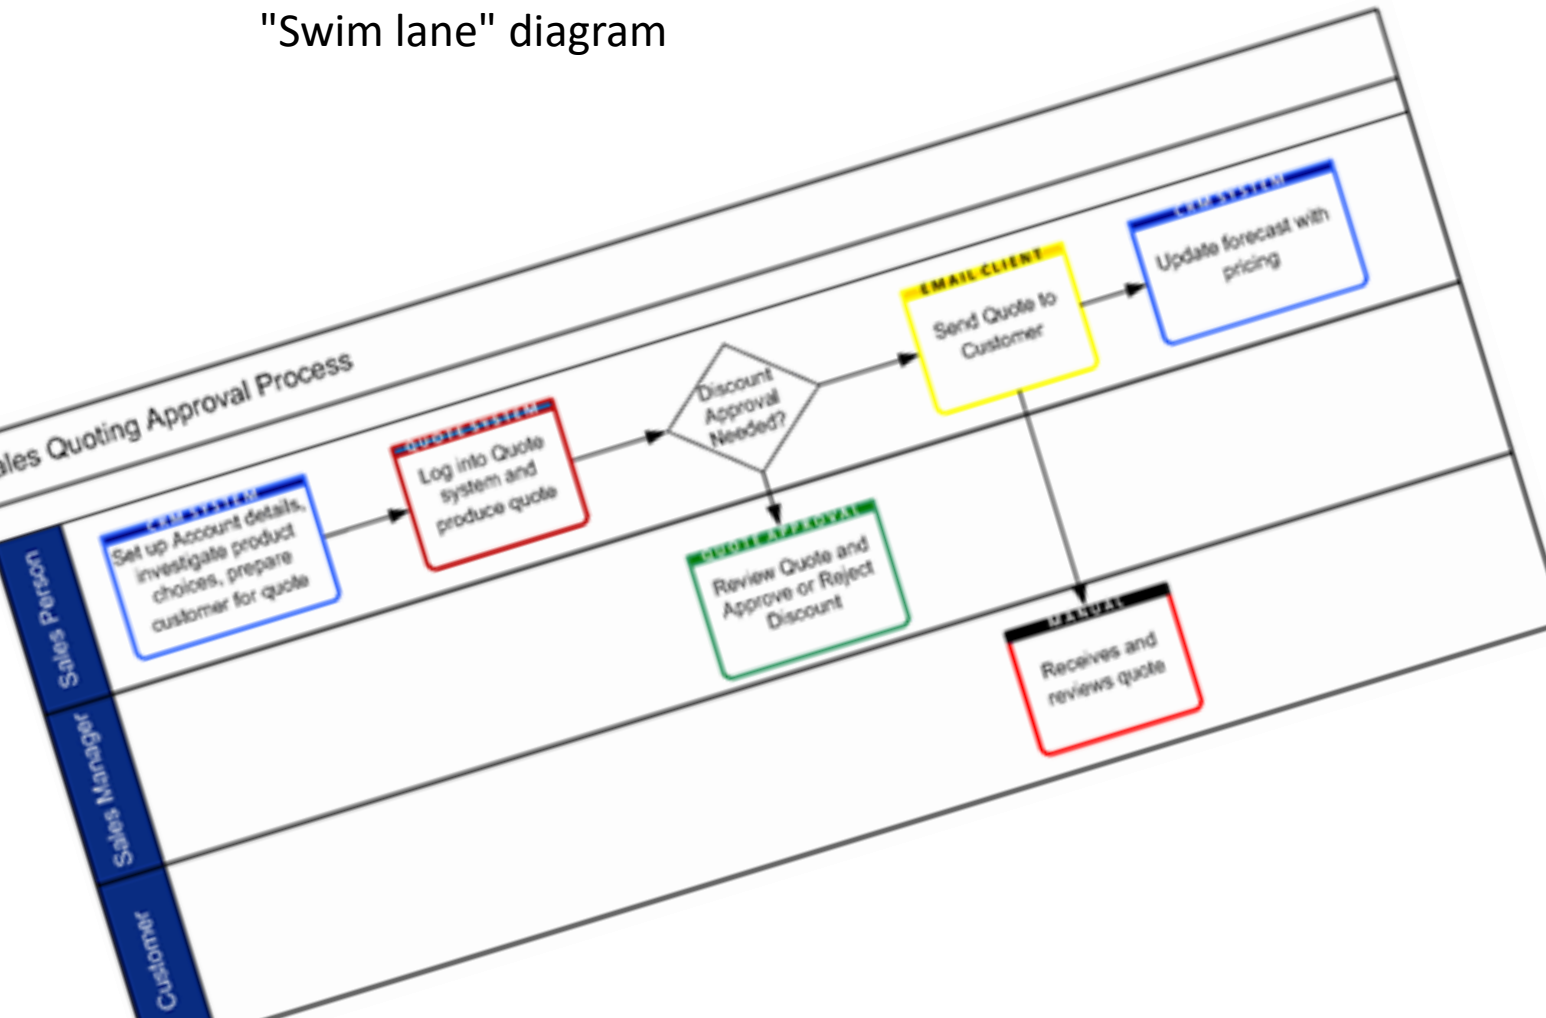 "Swim lane" diagram
ales Quoting Approval Process
Sales Person
CRM SYSTEM
Set up Account details,
investigate product
choices, prepare
customer for quote
QUOTE SYSTEM
Log into Quote
system and
produce quote
Discount
Approval
Needed?
EMAIL CLIENT
Send Quote to
Customer
CRM SYSTEM
Update forecast with
pricing
Sales Manager
QUOTE APPROVAL
Review Quote and
Approve or Reject
Discount
Customer
MANUAL
Receives and
reviews quote